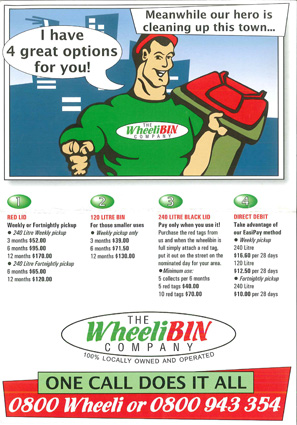 Meanwhile our hero is
cleaning up this town...
I have
4 great options
for you!
THE
WheeliBIN
COMPANY
1
2
3
4
RED LID
Weekly or Fortnightly pickup
● 240 Litre Weekly pickup
3 months $52.00
6 months $95.00
12 months $170.00
● 240 Litre Fortnightly pickup
6 months $65.00
12 months $120.00
120 LITRE BIN
For those smaller uses
● Weekly pickup only
3 months $39.00
6 months $71.50
12 months $130.00
240 LITRE BLACK LID
Pay only when you use it!
Purchase the red tags from
us and when the wheelibin is
full simply attach a red tag,
put it out on the street on the
nominated day for collection.
● Minimum use:
5 collects per 6 months
5 red tags $40.00
10 red tags $70.00
DIRECT DEBIT
Take advantage of
our EasiPay method
● Weekly pickup
240 Litre
$16.60 per 28 days
120 Litre
$12.50 per 28 days
● Fortnightly pickup
240 Litre
$10.00 per 28 days
THE
WheeliBIN
COMPANY
100% LOCALLY OWNED AND OPERATED
ONE CALL DOES IT ALL
0800 Wheeli or 0800 943 354